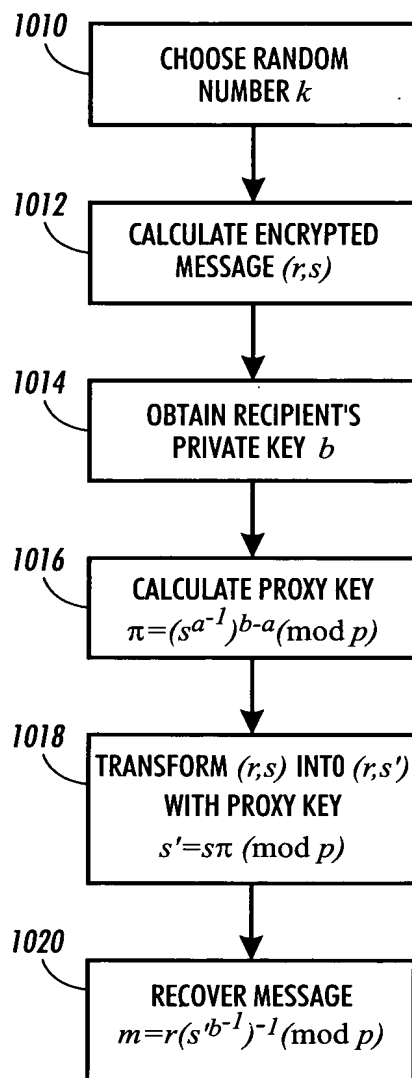 1010
CHOOSE RANDOM
NUMBER k
1012
CALCULATE ENCRYPTED
MESSAGE (r,s)
1014
OBTAIN RECIPIENT'S
PRIVATE KEY b
1016
CALCULATE PROXY KEY
π=(s^{a^{-1}})^{b-a}(mod p)
1018
TRANSFORM (r,s) INTO (r,s')
WITH PROXY KEY
s'=sπ (mod p)
1020
RECOVER MESSAGE
m=r(s'^{b^{-1}})^{-1}(mod p)